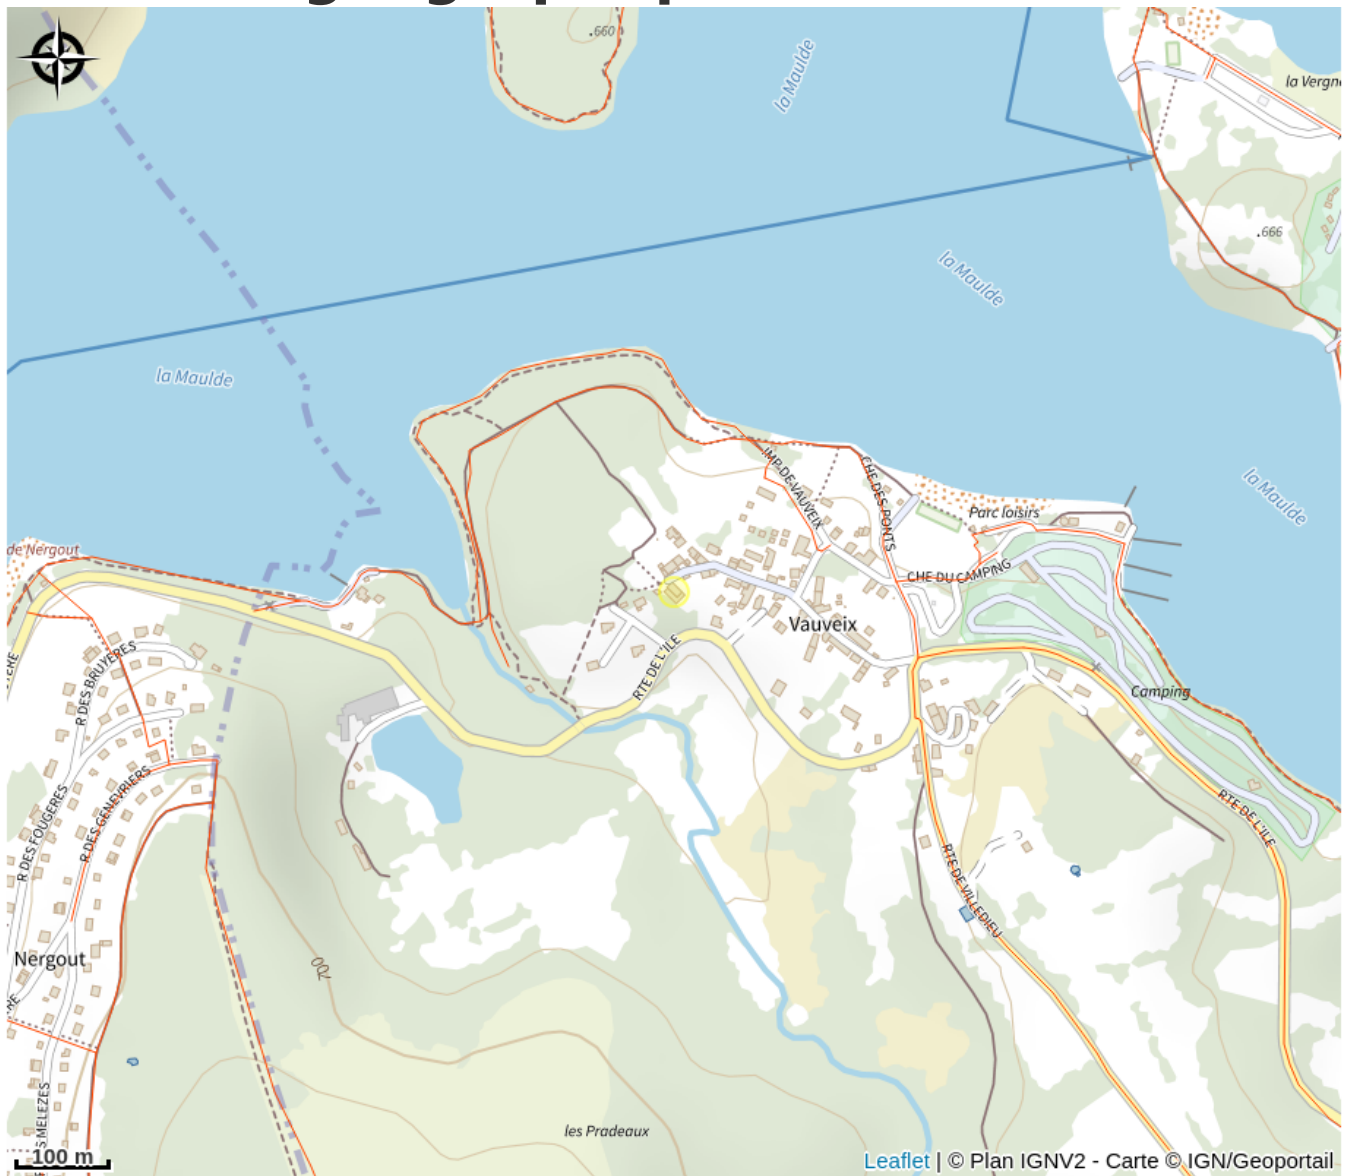 .660
la Maulde
la Vergn
.666
la Maulde
la Maulde
la Maulde
IMP-DE-VAUVEIX
CHE DES PONTS
Parc loisirs
de Nergout
CHE DU CAMPING
Vauveix
RTE DE L'ILE
R DES BRUYERES
Camping
R DES FOUGERES
R DES GENEVRIERS
RTE DE L'ILE
RTE DE VILLEDIEU
Nergout
700
S MELEZES
les Pradeaux
100 m
Leaflet | © Plan IGNV2 - Carte © IGN/Geoportail